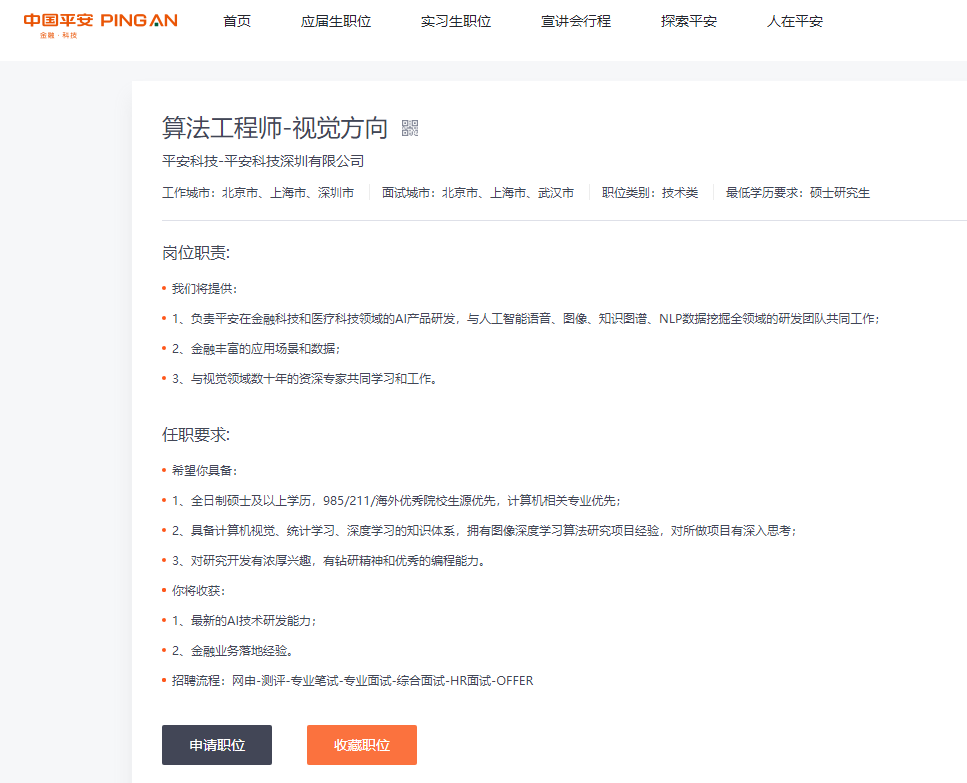 中国平安 PINGAN
金融·科技
首页 应届生职位 实习生职位 宣讲会行程 探索平安 人在平安
算法工程师-视觉方向
平安科技-平安科技深圳有限公司
工作城市：北京市、上海市、深圳市 面试城市：北京市、上海市、武汉市 职位类别：技术类 最低学历要求：硕士研究生
岗位职责:
我们将提供：
1、负责平安在金融科技和医疗科技领域的AI产品研发，与人工智能语音、图像、知识图谱、NLP数据挖掘全领域的研发团队共同工作；
2、金融丰富的应用场景和数据；
3、与视觉领域数十年的资深专家共同学习和工作。
任职要求:
希望你具备：
1、全日制硕士及以上学历，985/211/海外优秀院校生源优先，计算机相关专业优先；
2、具备计算机视觉、统计学习、深度学习的知识体系，拥有图像深度学习算法研究项目经验，对所做项目有深入思考；
3、对研究开发有浓厚兴趣，有钻研精神和优秀的编程能力。
你将收获：
1、最新的AI技术研发能力；
2、金融业务落地经验。
招聘流程：网申-测评-专业笔试-专业面试-综合面试-HR面试-OFFER
申请职位 收藏职位